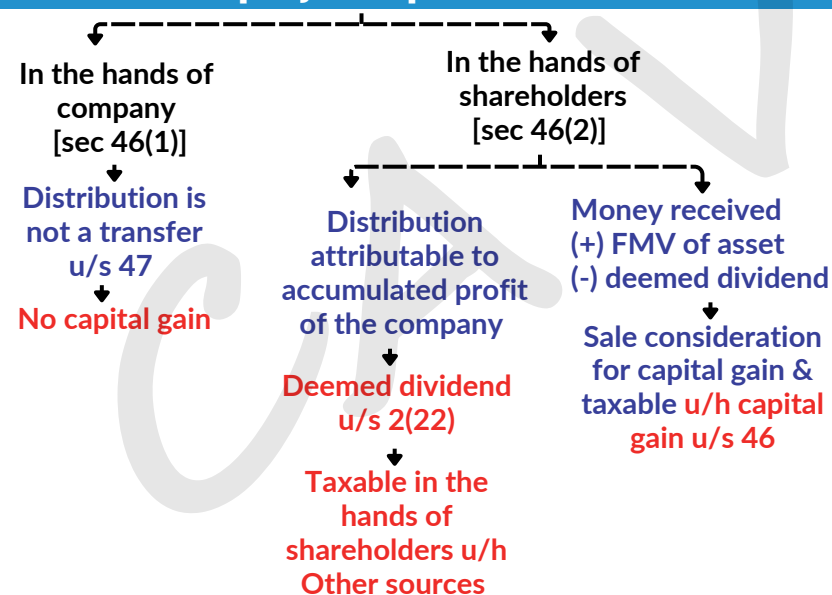 In the hands of
company
[sec 46(1)]
Distribution is
not a transfer
u/s 47
No capital gain
In the hands of
shareholders
[sec 46(2)]
Distribution
attributable to
accumulated profit
of the company
Deemed dividend
u/s 2(22)
Taxable in the
hands of
shareholders u/h
Other sources
Money received
(+) FMV of asset
(-) deemed dividend
Sale consideration
for capital gain &
taxable u/h capital
gain u/s 46